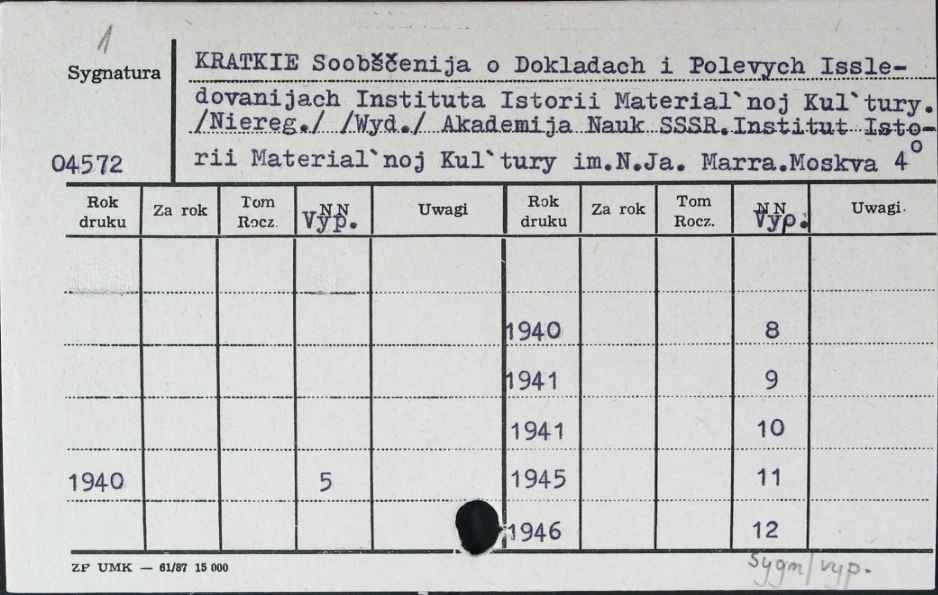 1
Sygnatura
04572
KRATKIE Soobščenija o Dokladach i Polevych Issle-
dovanijach Instituta Istorii Material`noj Kul`tury.
/Niereg./ /Wyd./ Akademija Nauk SSSR.Institut Isto-
rii Material`noj Kul`tury im.N.Ja. Marra.Moskva 4°
Rok druku Za rok Tom Rocz. NN Vyp. Uwagi Rok druku Za rok Tom Rocz. NN Vyp. Uwagi
1940 8
1941 9
1941 10
1940 5 1945 11
1946 12
ZP UMK — 61/87 15 000
Sygn/vyp.